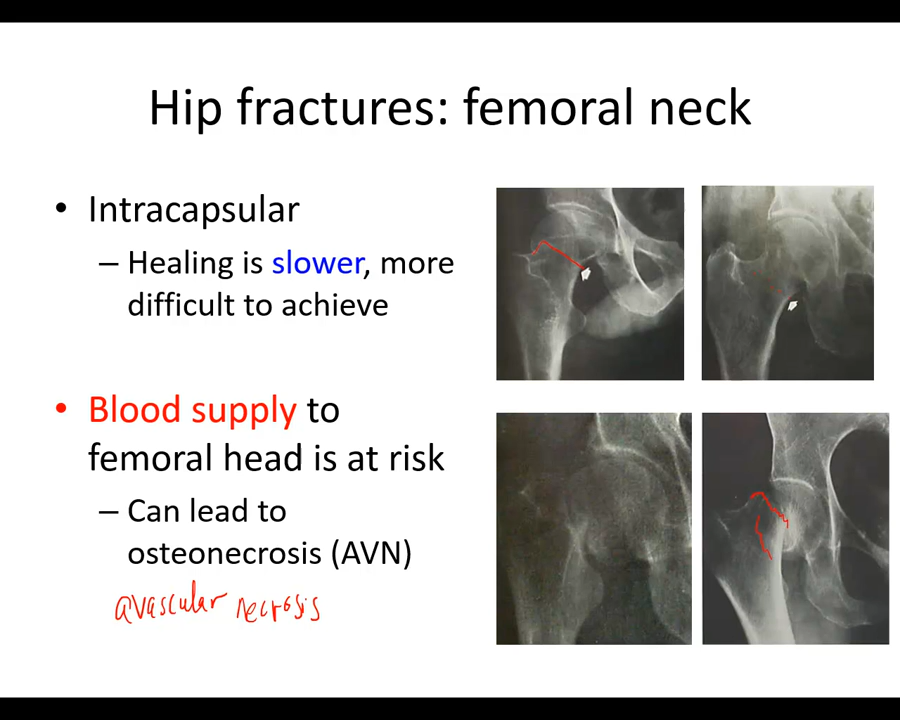 Hip fractures: femoral neck
• Intracapsular
– Healing is slower, more
difficult to achieve
• Blood supply to
femoral head is at risk
– Can lead to
osteonecrosis (AVN)
avascular necrosis